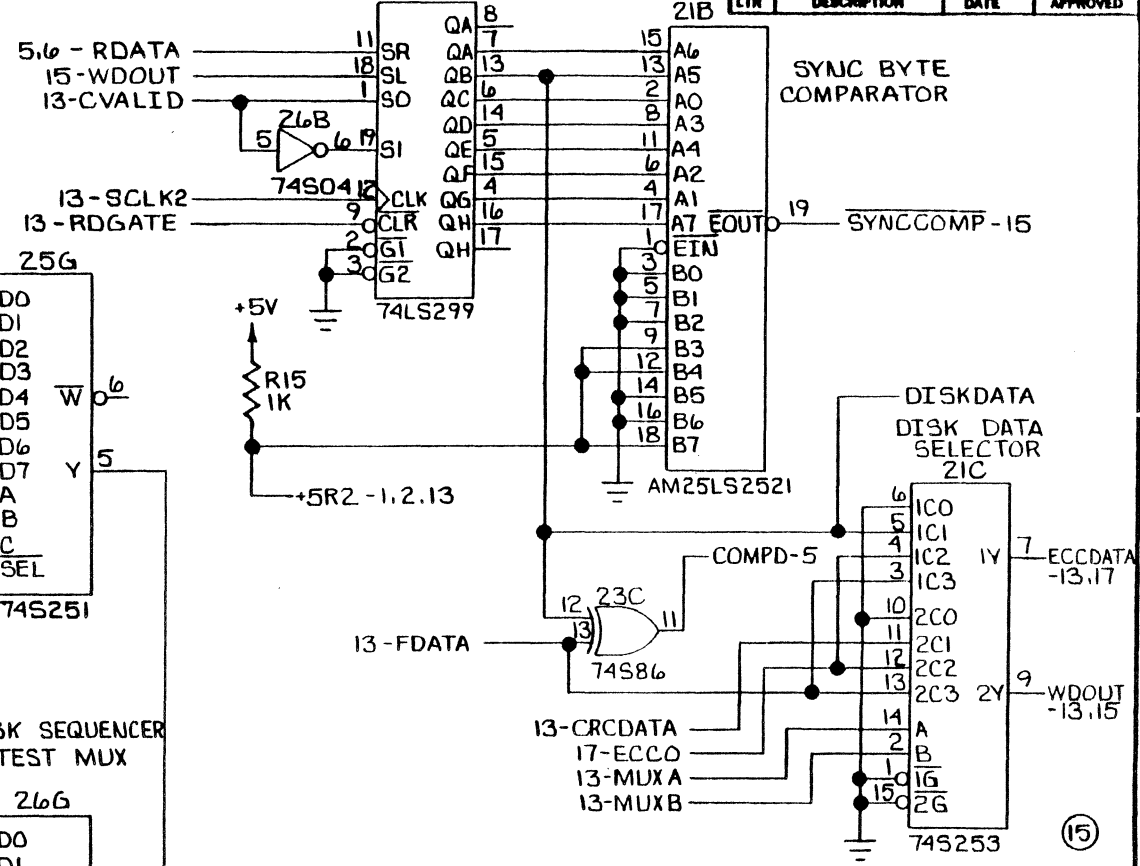 LTR DESCRIPTION DATE APPROVED
5,6 - RDATA
15-WDOUT
13-CVALID
26B
5
6
74S04
13-SCLK2
13-RDGATE
11 SR
18 SL
1 S0
19 S1
12 CLK
9 CLR
2 G1
3 G2
QA 8
QA 7
QB 13
QC 6
QD 14
QE 5
QF 15
QG 4
QH 16
QH 17
74LS299
21B
15 A6
13 A5
2 A0
8 A3
11 A4
6 A2
4 A1
17 A7
1 EIN
3 B0
5 B1
7 B2
9 B3
12 B4
14 B5
16 B6
18 B7
EOUT 19
SYNCCOMP-15
AM25LS2521
SYNC BYTE
COMPARATOR
+5V
R15
1K
+5R2 -1,2,13
25G
D0
D1
D2
D3
D4
D5
D6
D7
A
B
C
SEL
W 6
Y 5
74S251
SK SEQUENCER
TEST MUX
26G
D0
D1
DISKDATA
DISK DATA
SELECTOR
21C
6 1C0
5 1C1
4 1C2
3 1C3
10 2C0
11 2C1
12 2C2
13 2C3
14 A
2 B
1 1G
15 2G
1Y 7
ECCDATA
-13,17
2Y 9
WDOUT
-13,15
74S253
COMPD-5
23C
12
13
11
74S86
13-FDATA
13-CRCDATA
17-ECCO
13-MUXA
13-MUXB
15